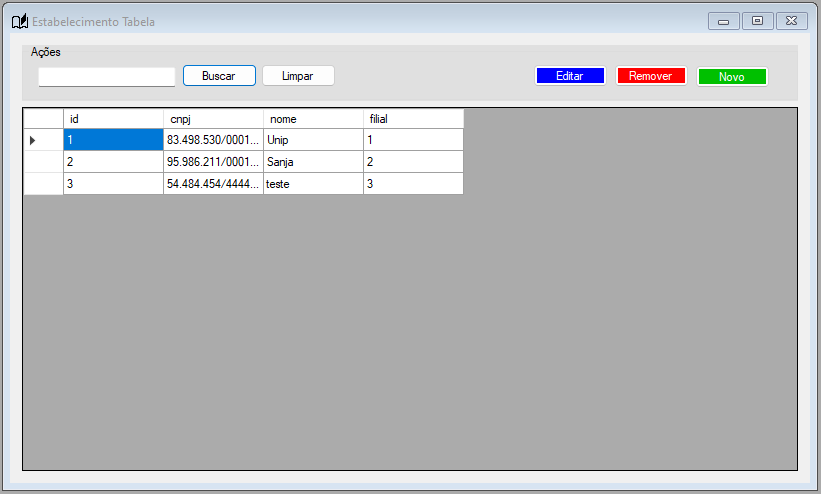 Estabelecimento Tabela
Ações
Buscar Limpar Editar Remover Novo
id cnpj nome filial
1 83.498.530/0001... Unip 1
2 95.986.211/0001... Sanja 2
3 54.484.454/4444... teste 3